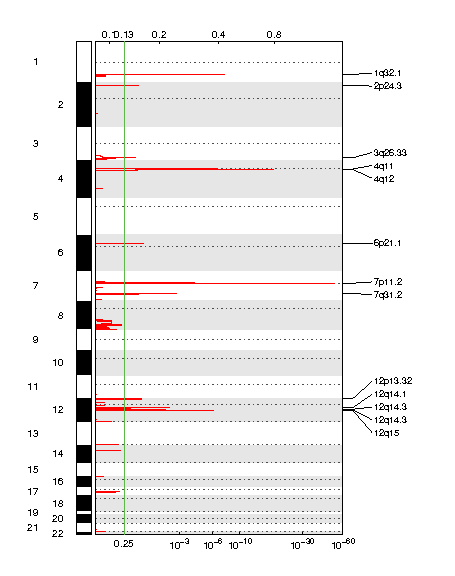 0.1 0.13 0.2 0.4 0.8
1
1q32.1
2p24.3
2
3
3q26.33
4q11
4
4q12
5
6p21.1
6
7p11.2
7
7q31.2
8
9
10
12p13.32
11
12q14.1
12q14.3
12
12q14.3
12q15
13
14
15
16
17
18
19
20
21
22
0.25 10⁻³ 10⁻⁶ 10⁻¹⁰ 10⁻³⁰ 10⁻⁶⁰